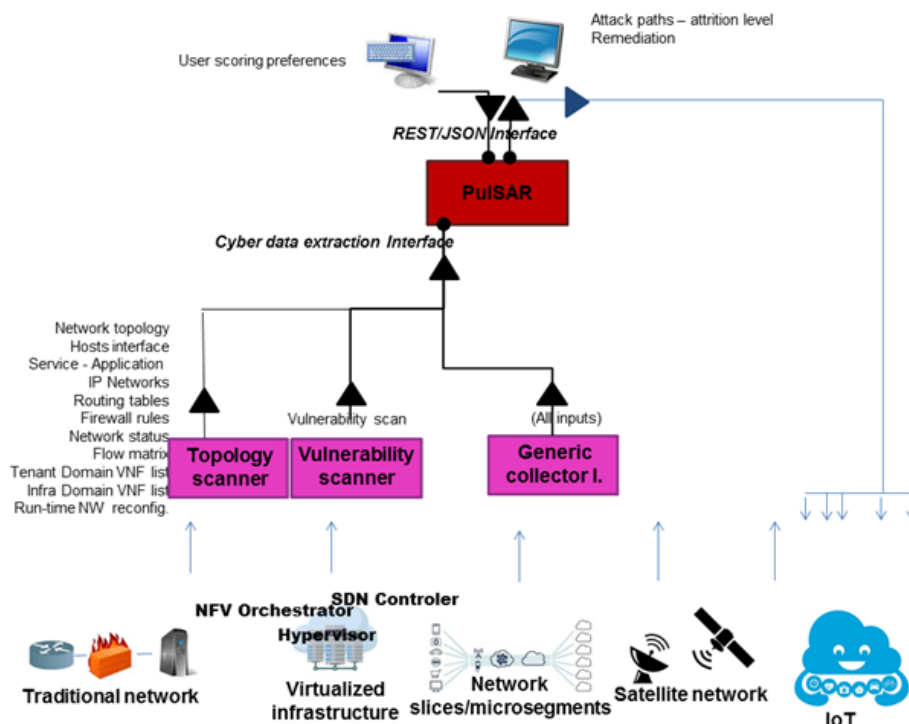 Attack paths – attrition level
Remediation
User scoring preferences
REST/JSON Interface
PulSAR
Cyber data extraction Interface
Network topology
Hosts interface
Service - Application
IP Networks
Routing tables
Firewall rules
Network status
Flow matrix
Tenant Domain VNF list
Infra Domain VNF list
Run-time NW reconfig.
Vulnerability scan
(All inputs)
Topology
scanner
Vulnerability
scanner
Generic
collector I.
SDN Controler
NFV Orchestrator
Hypervisor
Traditional network
Virtualized
infrastructure
Network
slices/microsegments
Satellite network
IoT